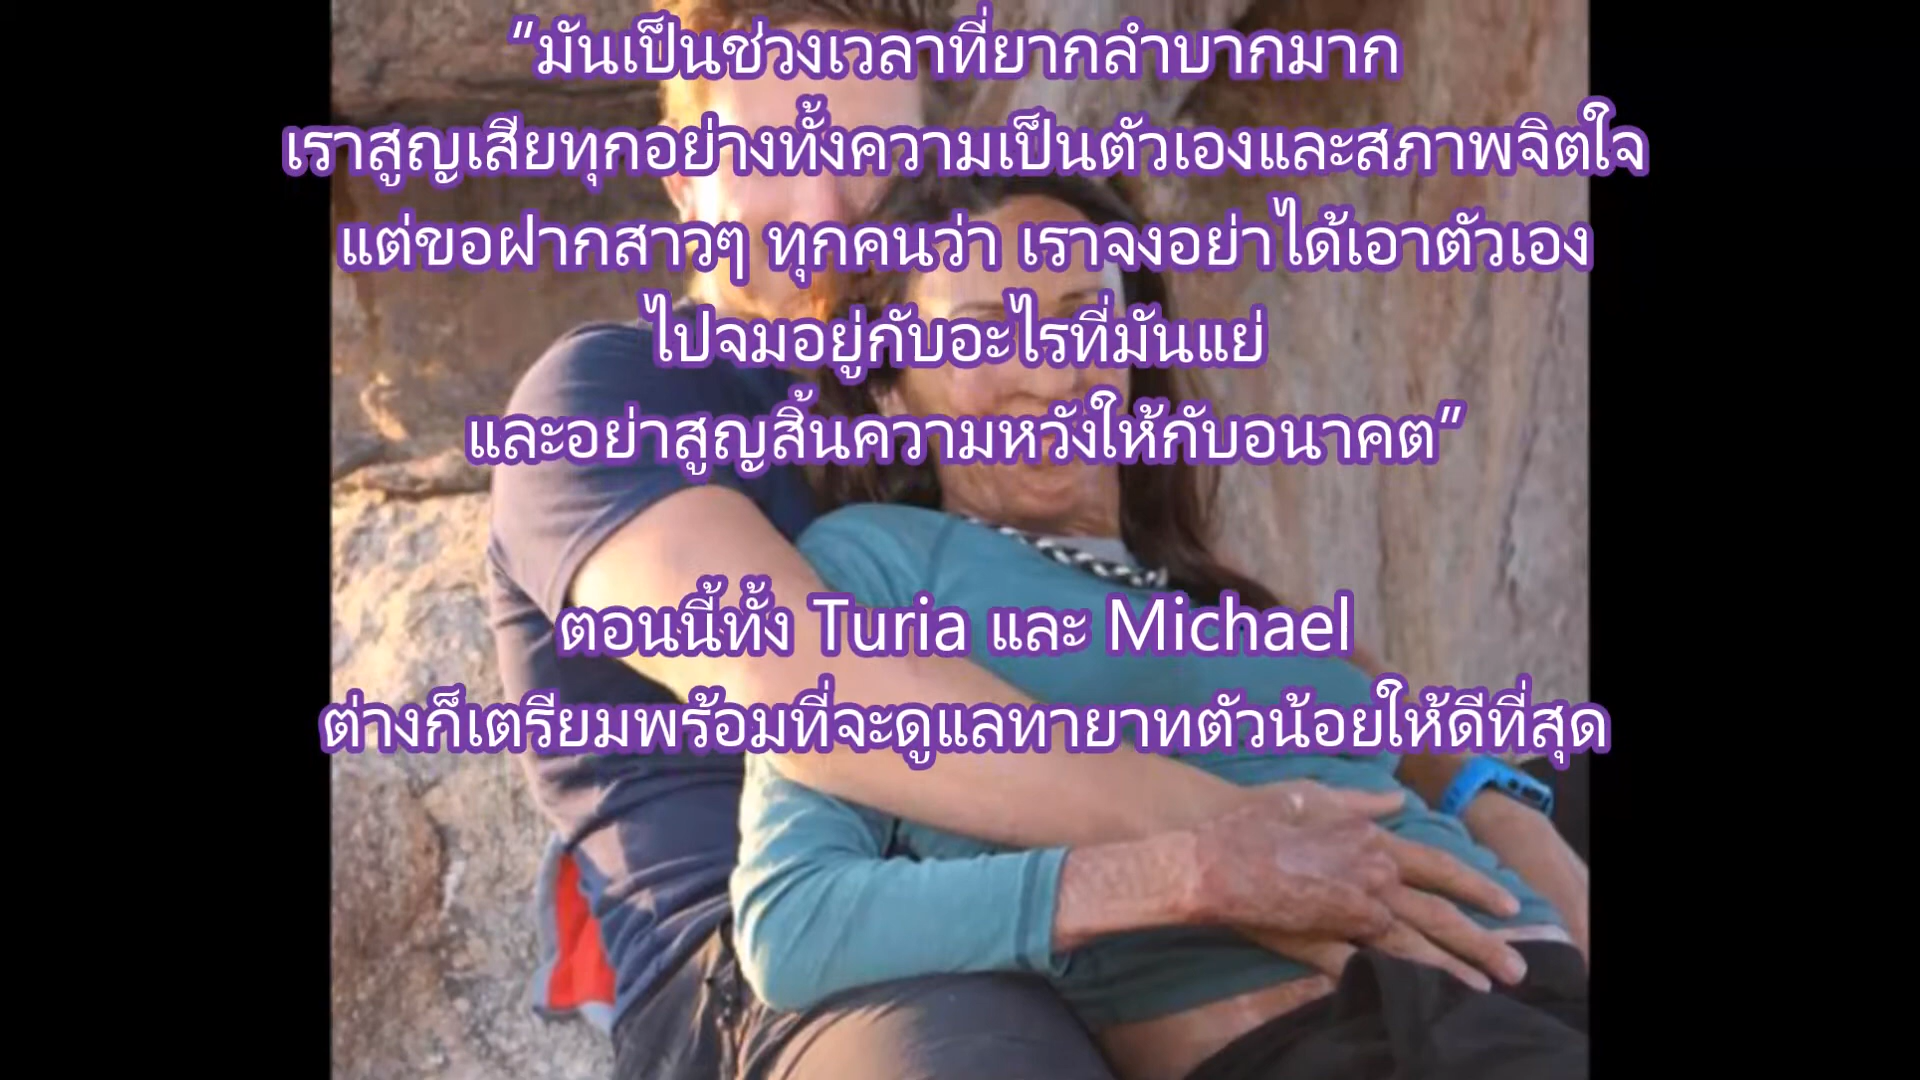 “มันเป็นช่วงเวลาที่ยากลำบากมาก
เราสูญเสียทุกอย่างทั้งความเป็นตัวเองและสภาพจิตใจ
แต่ขอฝากสาวๆ ทุกคนว่า เราจงอย่าได้เอาตัวเอง
ไปจมอยู่กับอะไรที่มันแย่
และอย่าสูญสิ้นความหวังให้กับอนาคต”
ตอนนี้ทั้ง Turia และ Michael
ต่างก็เตรียมพร้อมที่จะดูแลทายาทตัวน้อยให้ดีที่สุด